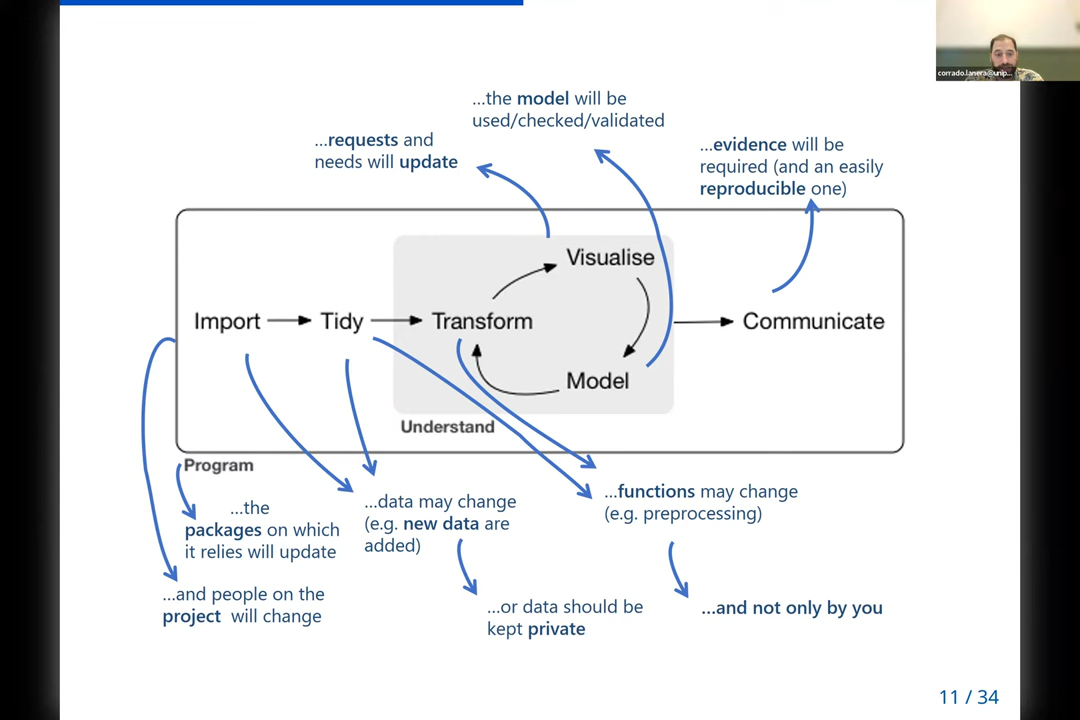 corrado.lanera@unip...
...the model will be
used/checked/validated
...requests and
needs will update
...evidence will be
required (and an easily
reproducible one)
Visualise
Import
Tidy
Transform
Communicate
Model
Understand
Program
...the
packages on which
it relies will update
...data may change
(e.g. new data are
added)
...functions may change
(e.g. preprocessing)
...and people on the
project will change
...or data should be
kept private
...and not only by you
11 / 34